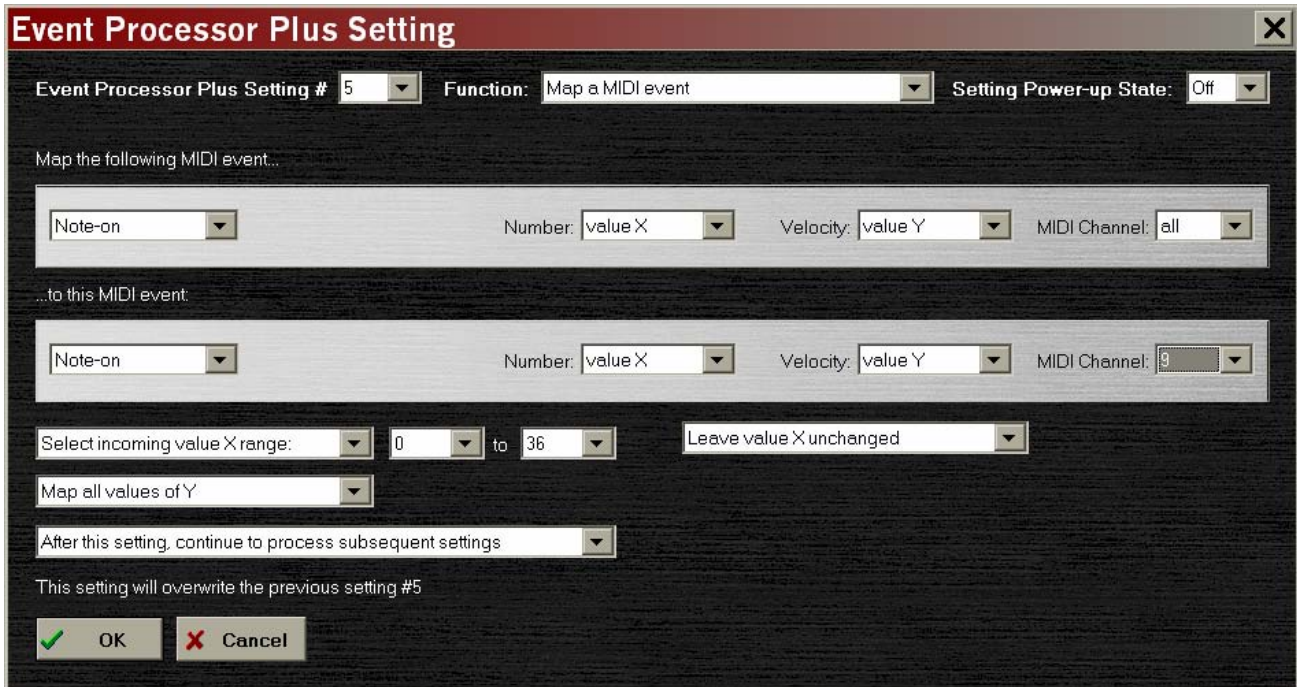 Event Processor Plus Setting
Event Processor Plus Setting # 5 Function: Map a MIDI event Setting Power-up State: Off
Map the following MIDI event...
Note-on Number: value X Velocity: value Y MIDI Channel: all
...to this MIDI event:
Note-on Number: value X Velocity: value Y MIDI Channel: 9
Select incoming value X range: 0 to 36 Leave value X unchanged
Map all values of Y
After this setting, continue to process subsequent settings
This setting will overwrite the previous setting #5
OK Cancel